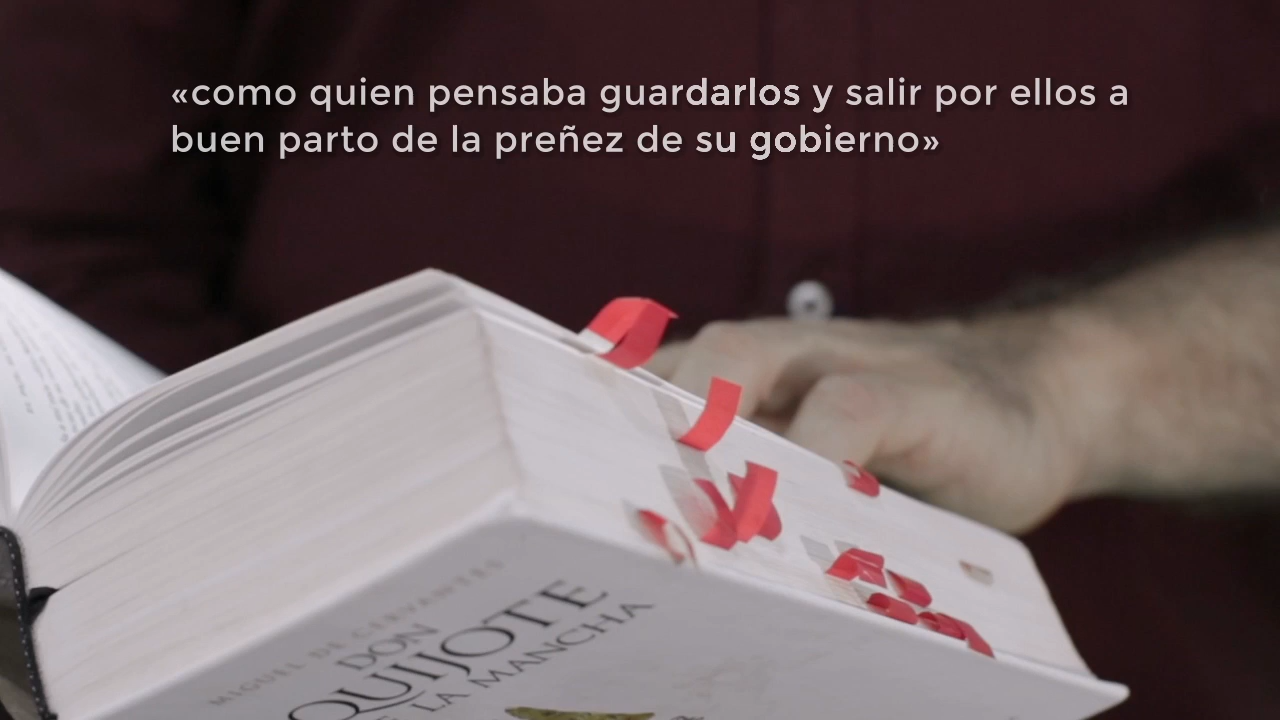 «como quien pensaba guardarlos y salir por ellos a
buen parto de la preñez de su gobierno»
MIGUEL DE CERVANTES
DON
QUIJOTE
LA MANCHA